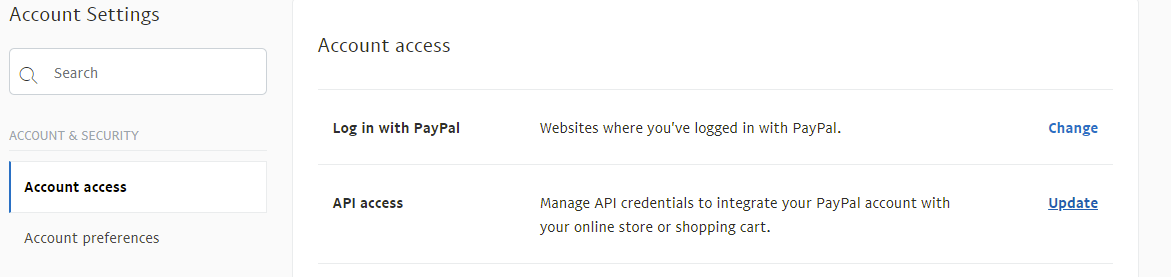 Account Settings
Search
ACCOUNT & SECURITY
Account access
Account preferences
Account access
Log in with PayPal
Websites where you've logged in with PayPal.
Change
API access
Manage API credentials to integrate your PayPal account with
your online store or shopping cart.
Update